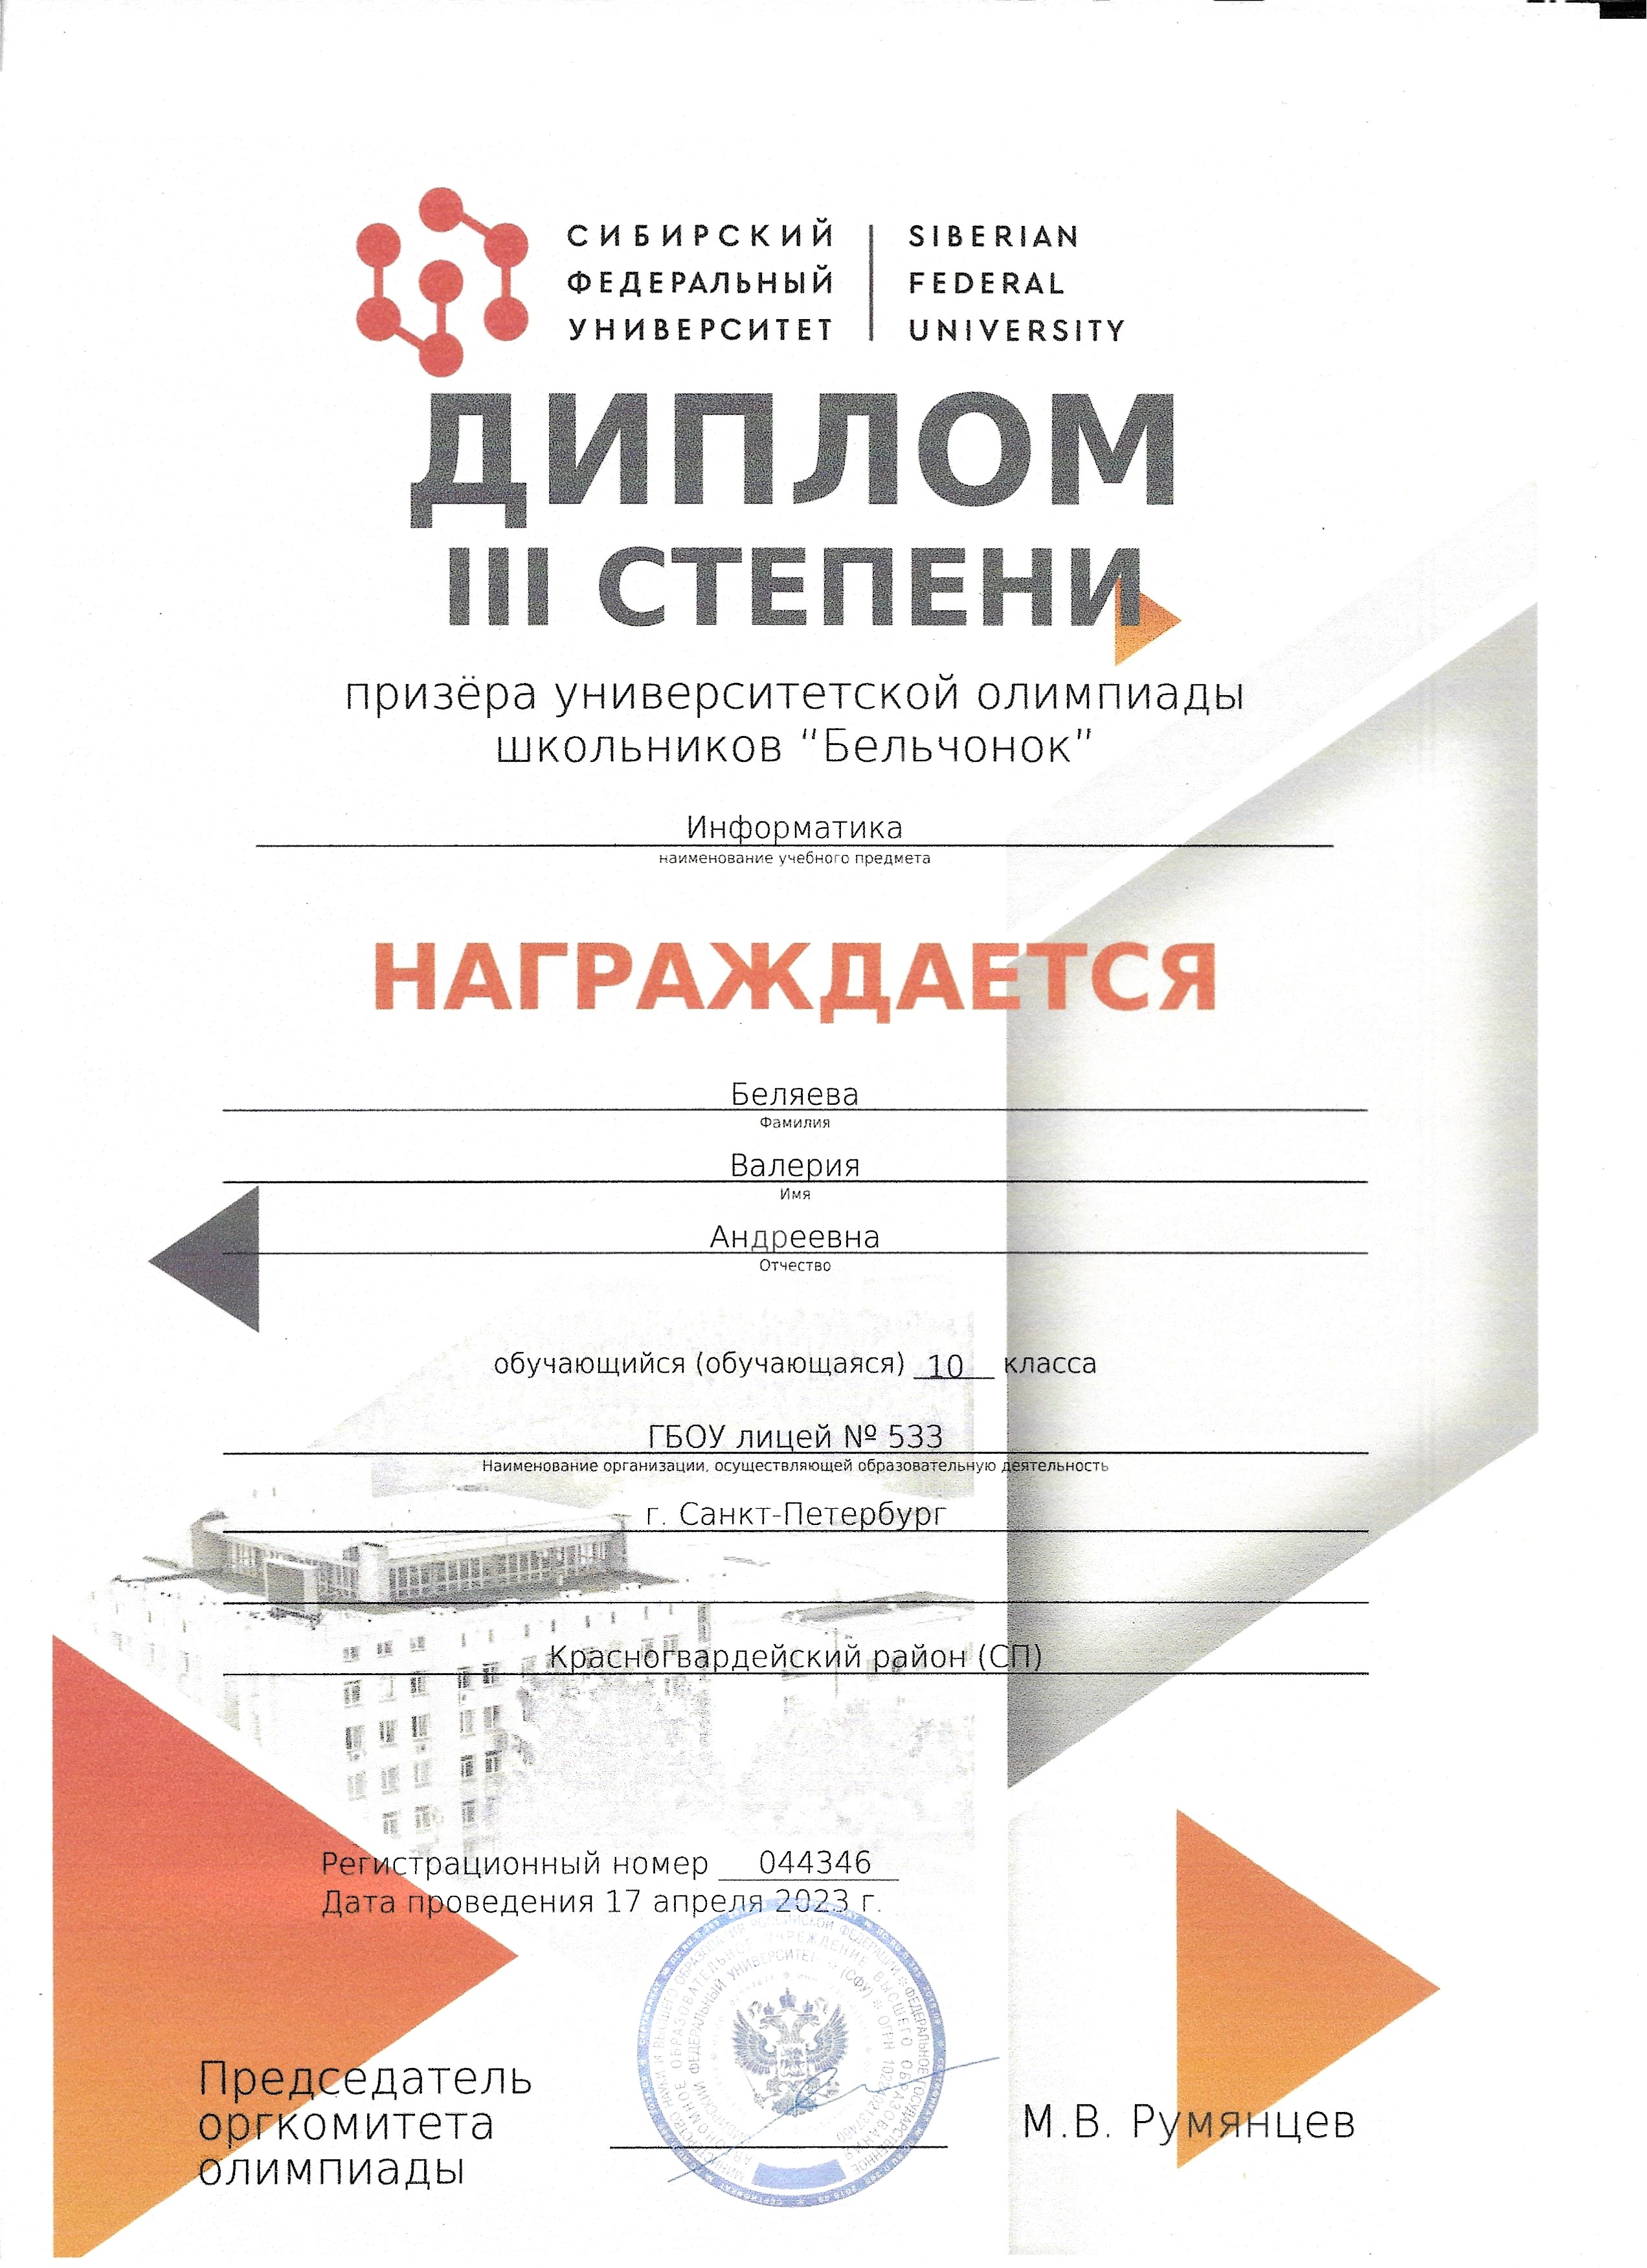 СИБИРСКИЙ
ФЕДЕРАЛЬНЫЙ
УНИВЕРСИТЕТ
SIBERIAN
FEDERAL
UNIVERSITY
ДИПЛОМ
III СТЕПЕНИ
призёра университетской олимпиады
школьников "Бельчонок"
Информатика
наименование учебного предмета
НАГРАЖДАЕТСЯ
Беляева
Фамилия
Валерия
Имя
Андреевна
Отчество
обучающийся (обучающаяся) 10 класса
ГБОУ лицей № 533
Наименование организации, осуществляющей образовательную деятельность
г. Санкт-Петербург
Красногвардейский район (СП)
Регистрационный номер 044346
Дата проведения 17 апреля 2023 г.
Председатель
оргкомитета
олимпиады
М.В. Румянцев